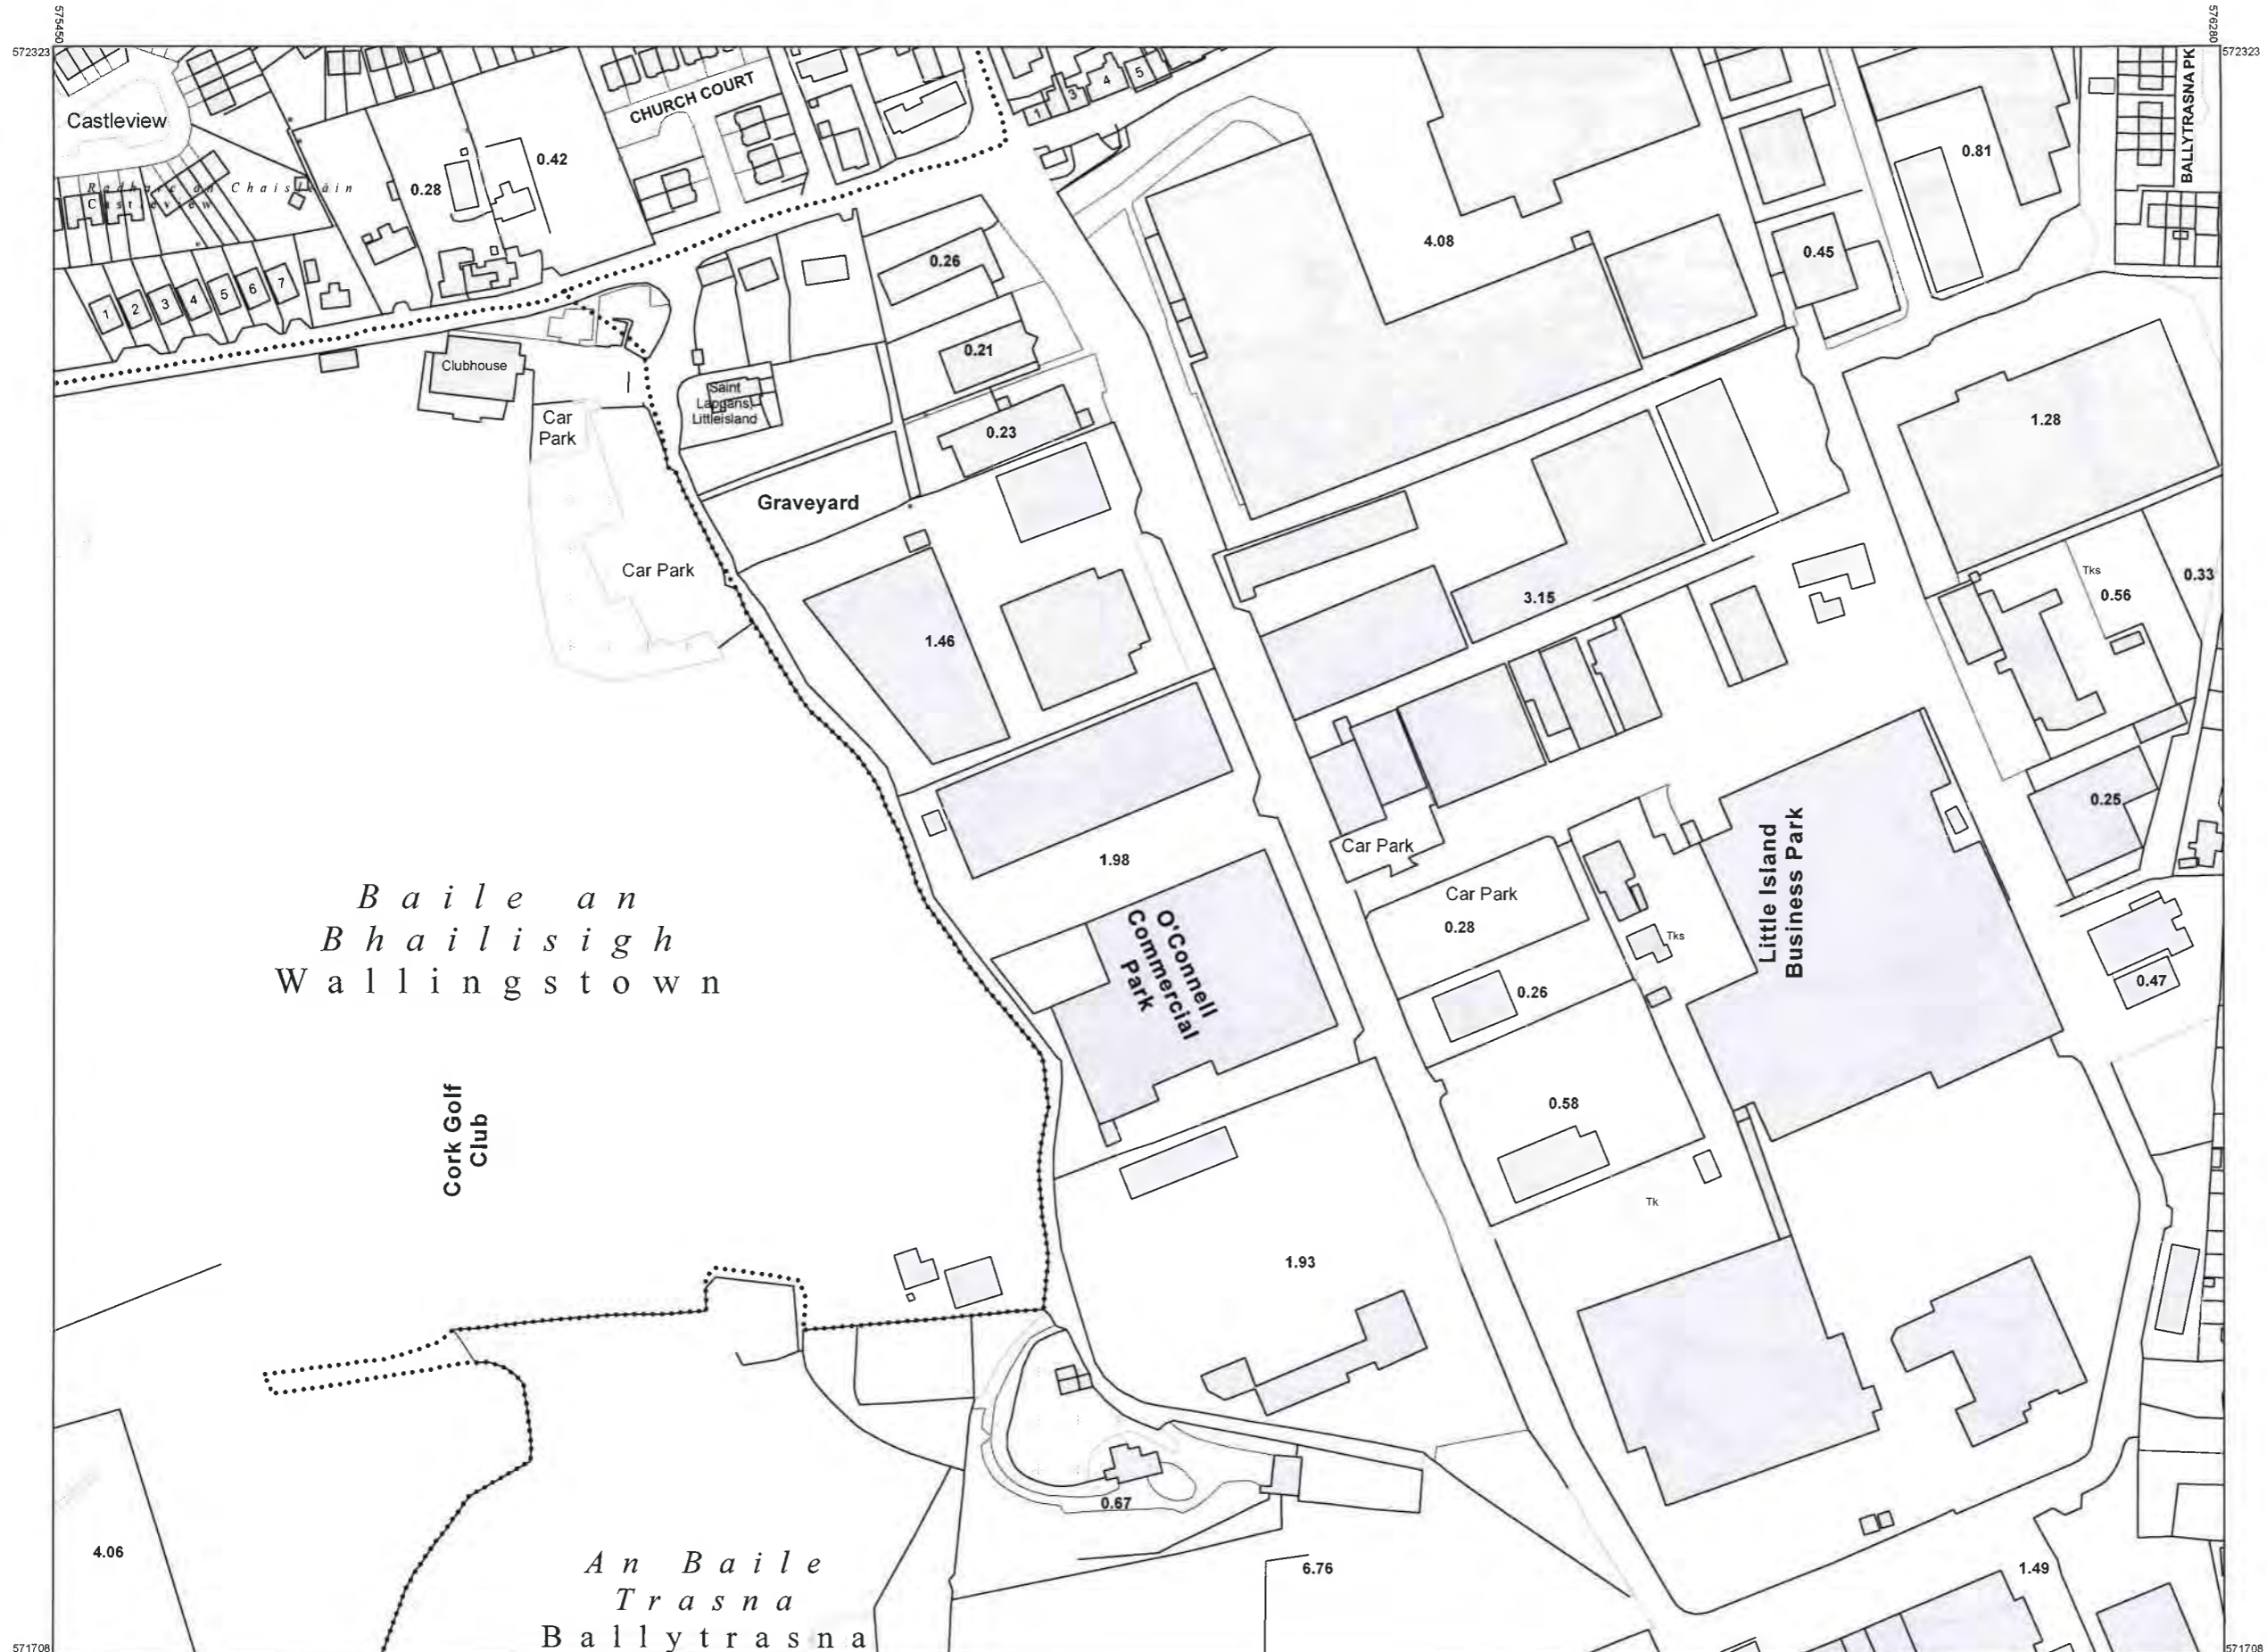 575450
576280
572323
572323
Castleview
CHURCH COURT
1
3
4
5
BALLYTRASNA PK
0.42
0.28
0.81
Radharc an Chaisleáin
Castleview
4.08
0.45
0.26
1
2
3
4
5
6
7
0.21
Clubhouse
Saint
Lappans,
Littleisland
Car
Park
0.23
1.28
Graveyard
Car Park
Tks
0.56
0.33
3.15
1.46
0.25
Car Park
1.98
Little Island
Business Park
Baile an
Bhailisigh
Wallingstown
O'Connell
Commercial
Park
Car Park
0.28
Tks
0.26
0.47
Cork Golf
Club
0.58
Tk
1.93
0.67
4.06
An Baile
Trasna
Ballytrasna
6.76
1.49
571708
571708